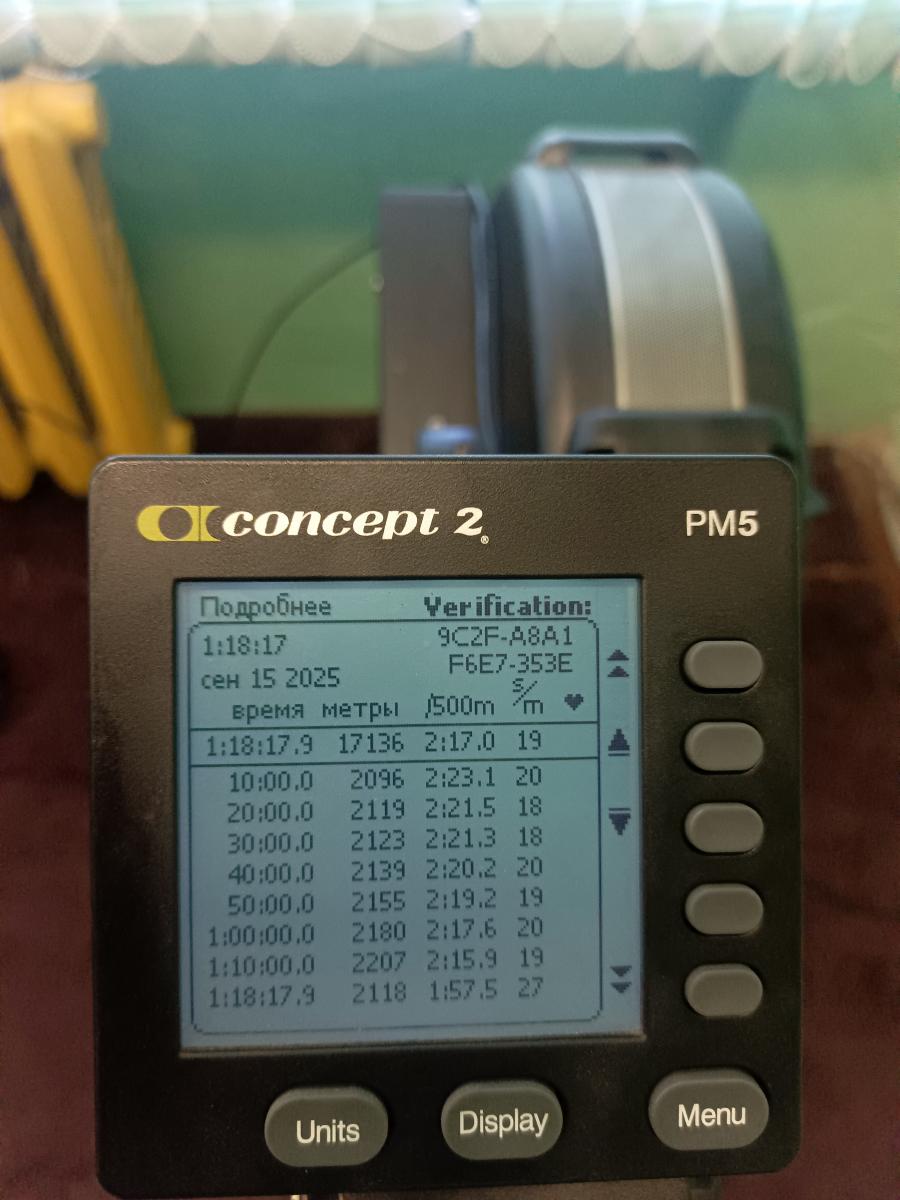 concept 2®
PM5
Подробнее Verification:
1:18:17 9C2F-A8A1
F6E7-353E
сен 15 2025
время метры /500m s/m ♥
1:18:17.9 17136 2:17.0 19
10:00.0 2096 2:23.1 20
20:00.0 2119 2:21.5 18
30:00.0 2123 2:21.3 18
40:00.0 2139 2:20.2 20
50:00.0 2155 2:19.2 19
1:00:00.0 2180 2:17.6 20
1:10:00.0 2207 2:15.9 19
1:18:17.9 2118 1:57.5 27
Units Display Menu